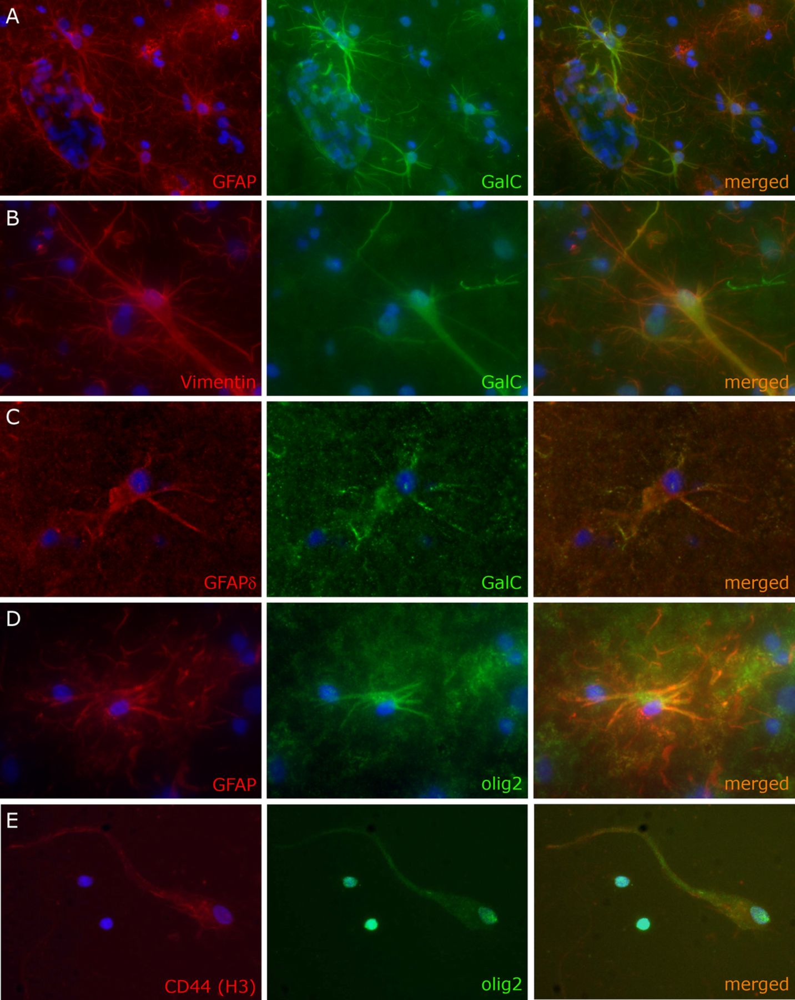 A
GFAP
GalC
merged
B
Vimentin
GalC
merged
C
GFAPδ
GalC
merged
D
GFAP
olig2
merged
E
CD44 (H3)
olig2
merged